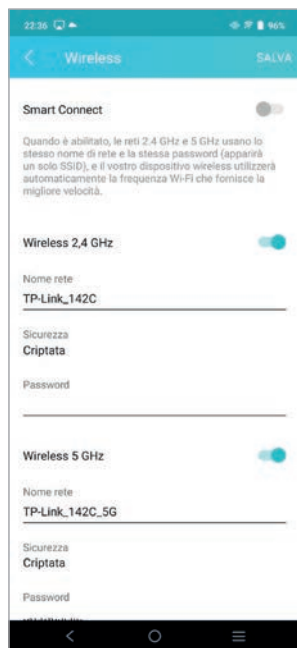 22:36 96%
Wireless SALVA
Smart Connect
Quando è abilitato, le reti 2.4 GHz e 5 GHz usano lo
stesso nome di rete e la stessa password (apparirà
un solo SSID), e il vostro dispositivo wireless utilizzerà
automaticamente la frequenza Wi-Fi che fornisce la
migliore velocità.
Wireless 2,4 GHz
Nome rete
TP-Link_142C
Sicurezza
Criptata
Password
Wireless 5 GHz
Nome rete
TP-Link_142C_5G
Sicurezza
Criptata
Password